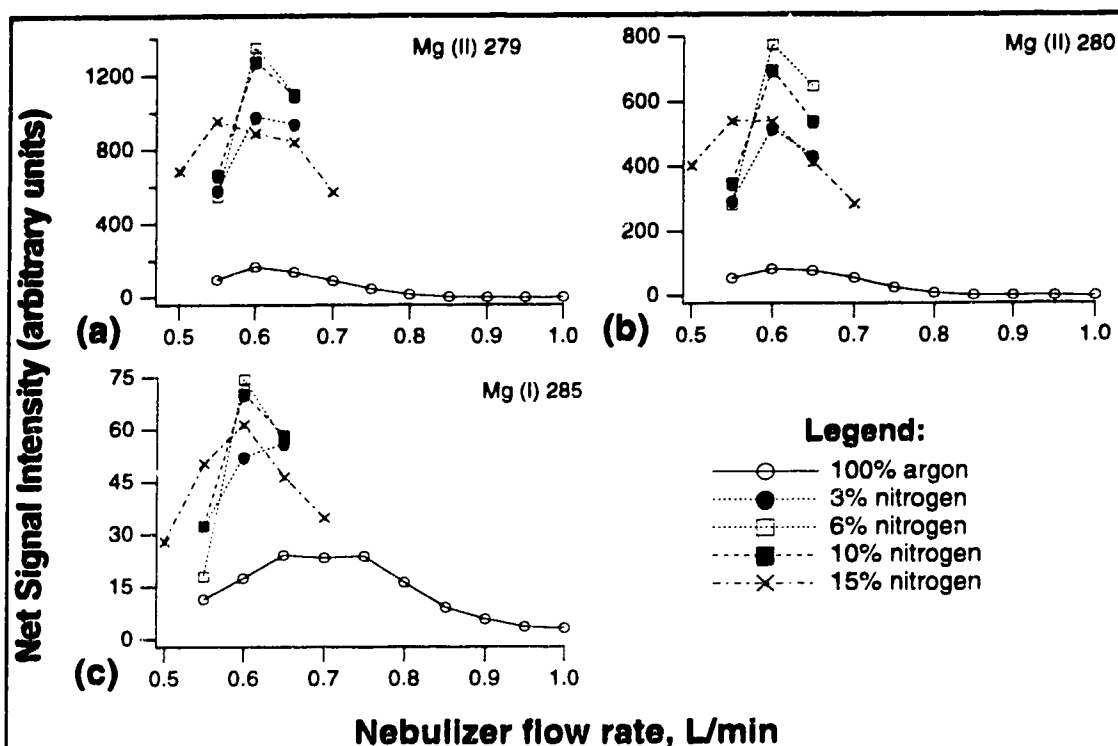 Net Signal Intensity (arbitrary units)
Mg (II) 279
1200
800
400
0
(a)
0.5 0.6 0.7 0.8 0.9 1.0
Mg (II) 280
800
600
400
200
0
(b)
0.5 0.6 0.7 0.8 0.9 1.0
Mg (I) 285
75
60
45
30
15
0
(c)
0.5 0.6 0.7 0.8 0.9 1.0
Legend:
100% argon
3% nitrogen
6% nitrogen
10% nitrogen
15% nitrogen
Nebulizer flow rate, L/min